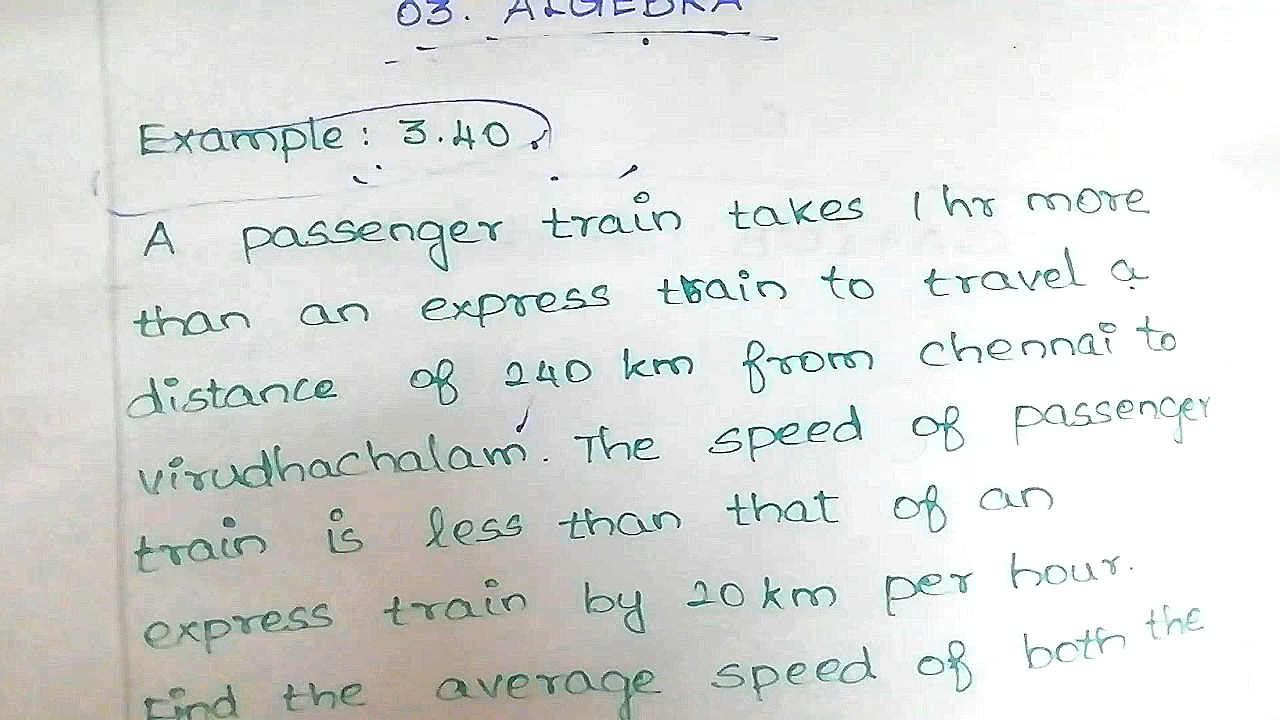 03. ALGEBRA
Example: 3.40.
A passenger train takes 1 hr more
than an express train to travel a
distance of 240 km from chennai to
virudhachalam. The speed of passenger
train is less than that of an
express train by 20 km per hour.
Find the average speed of both the